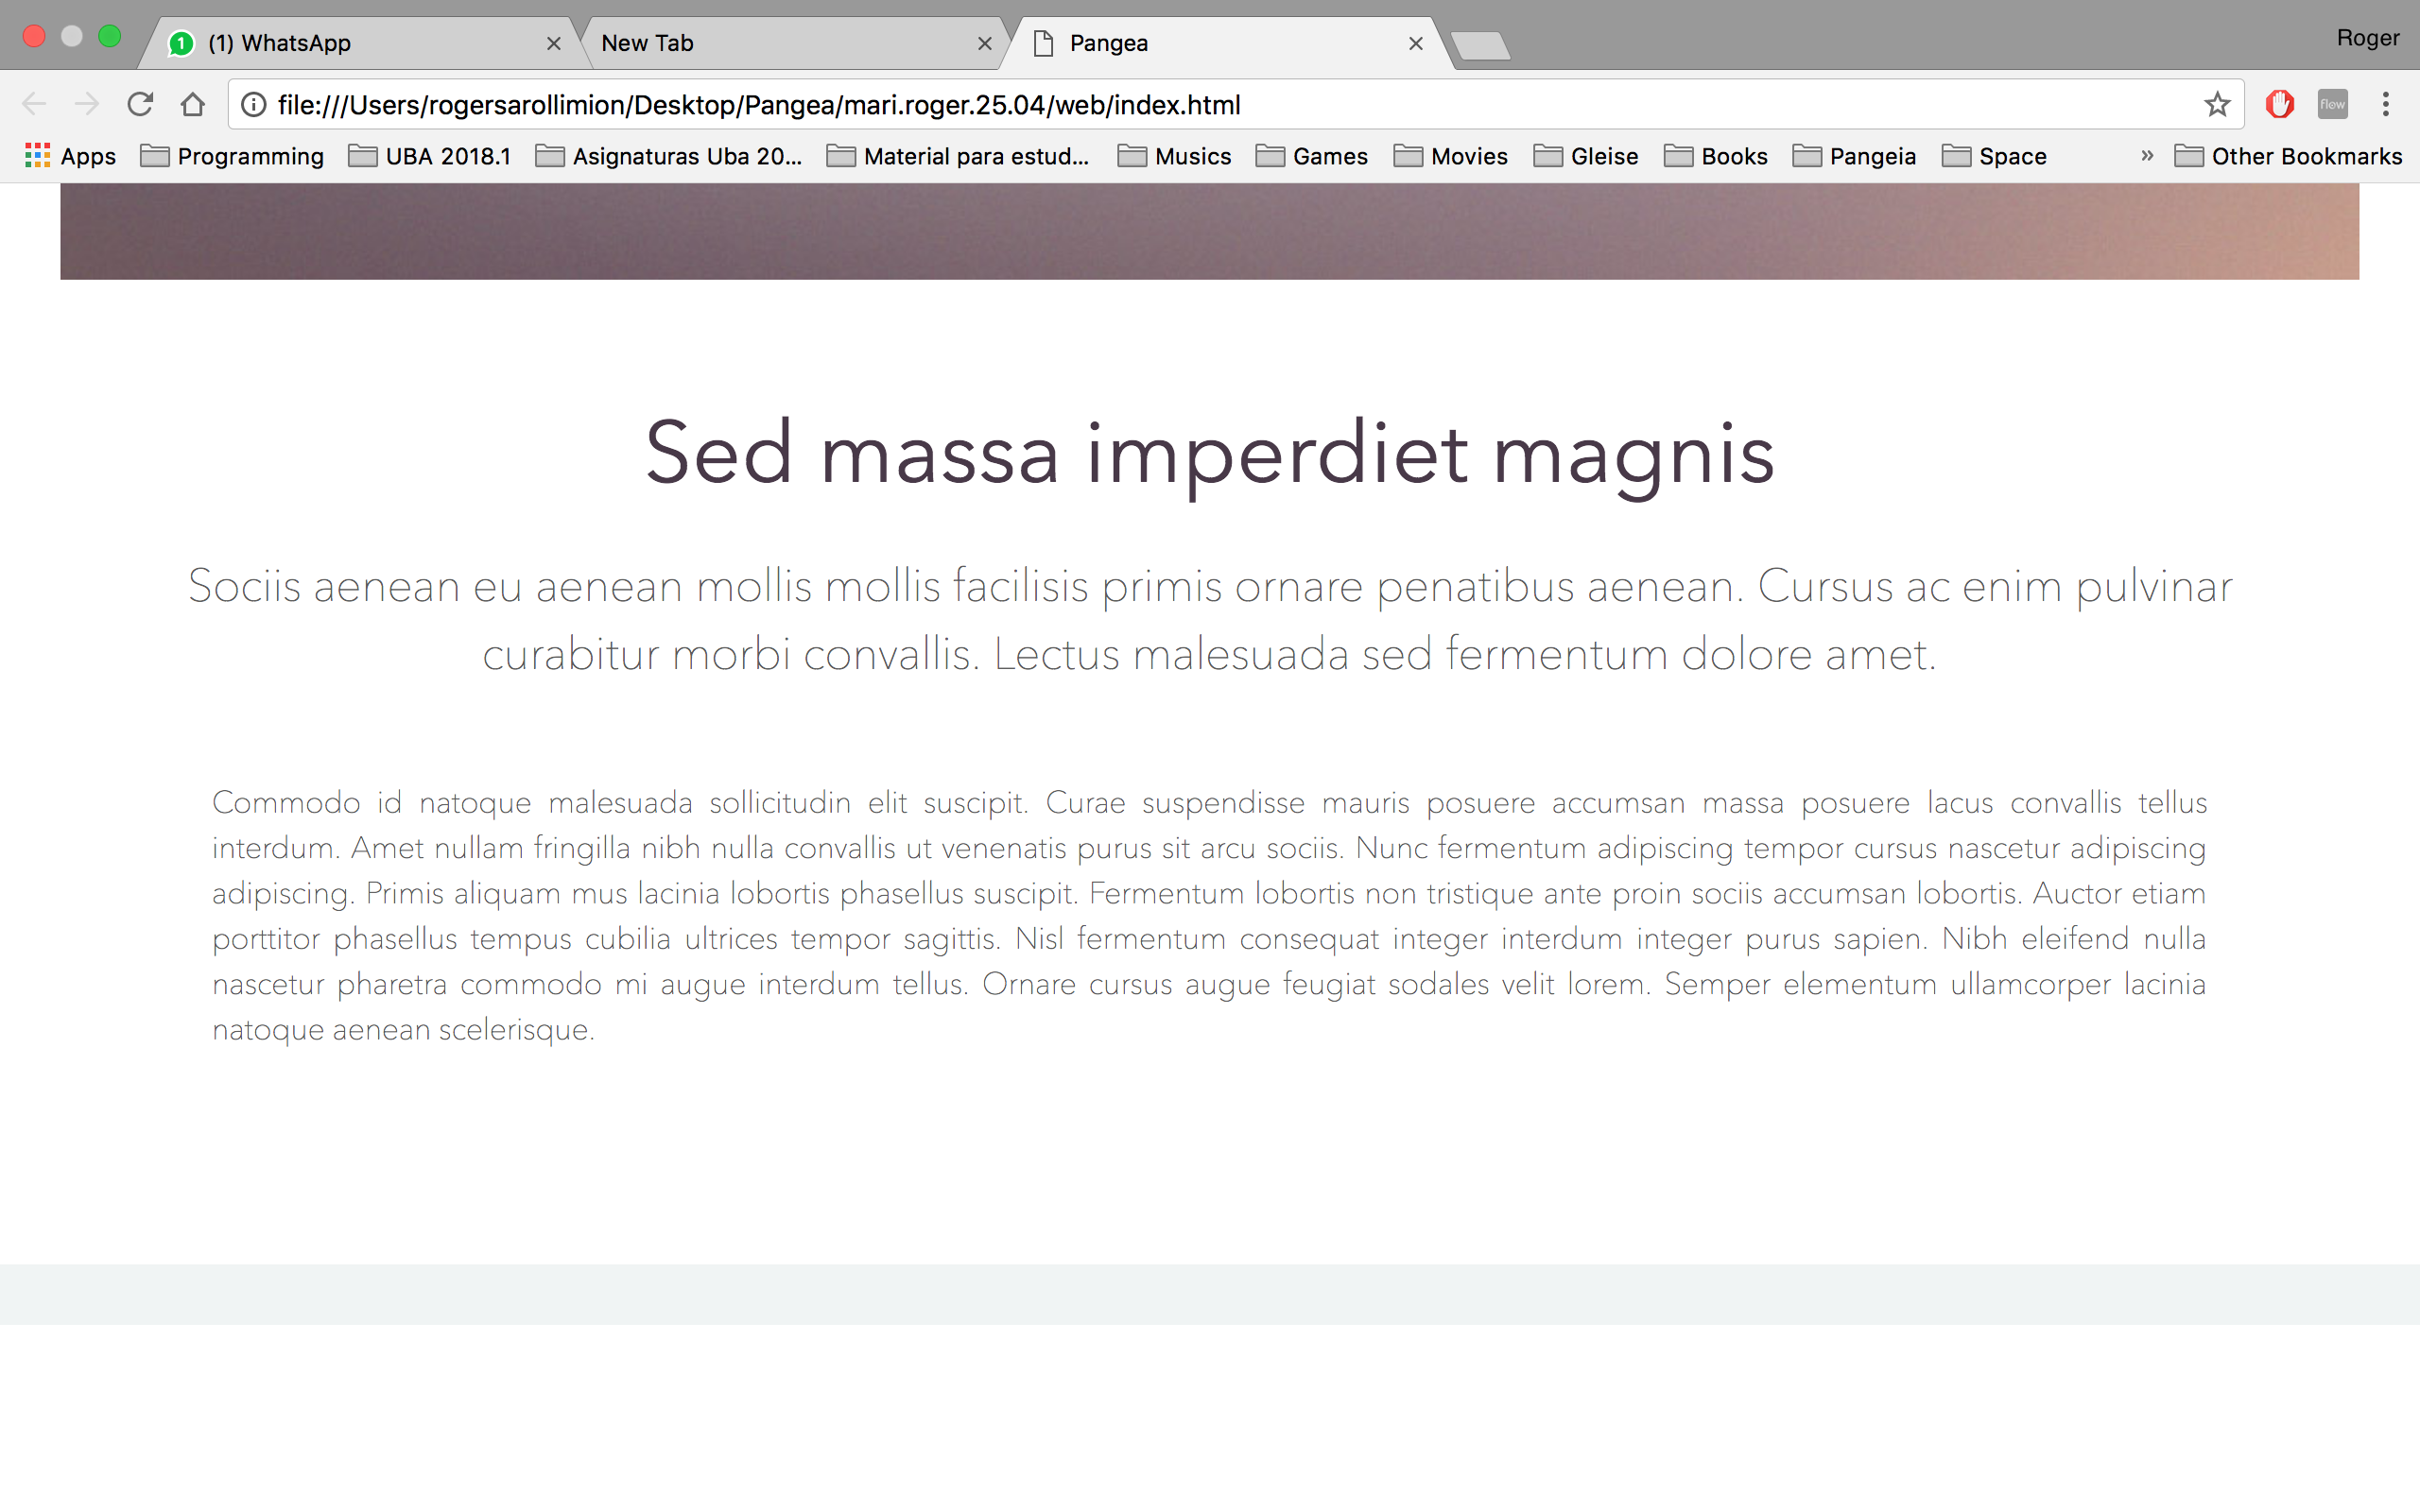 1 (1) WhatsApp
New Tab
Pangea
Roger
file:///Users/rogersarollimion/Desktop/Pangea/mari.roger.25.04/web/index.html
flew
Apps Programming UBA 2018.1 Asignaturas Uba 20... Material para estud... Musics Games Movies Gleise Books Pangeia Space » Other Bookmarks
Sed massa imperdiet magnis
Sociis aenean eu aenean mollis mollis facilisis primis ornare penatibus aenean. Cursus ac enim pulvinar
curabitur morbi convallis. Lectus malesuada sed fermentum dolore amet.
Commodo id natoque malesuada sollicitudin elit suscipit. Curae suspendisse mauris posuere accumsan massa posuere lacus convallis tellus
interdum. Amet nullam fringilla nibh nulla convallis ut venenatis purus sit arcu sociis. Nunc fermentum adipiscing tempor cursus nascetur adipiscing
adipiscing. Primis aliquam mus lacinia lobortis phasellus suscipit. Fermentum lobortis non tristique ante proin sociis accumsan lobortis. Auctor etiam
porttitor phasellus tempus cubilia ultrices tempor sagittis. Nisl fermentum consequat integer interdum integer purus sapien. Nibh eleifend nulla
nascetur pharetra commodo mi augue interdum tellus. Ornare cursus augue feugiat sodales velit lorem. Semper elementum ullamcorper lacinia
natoque aenean scelerisque.